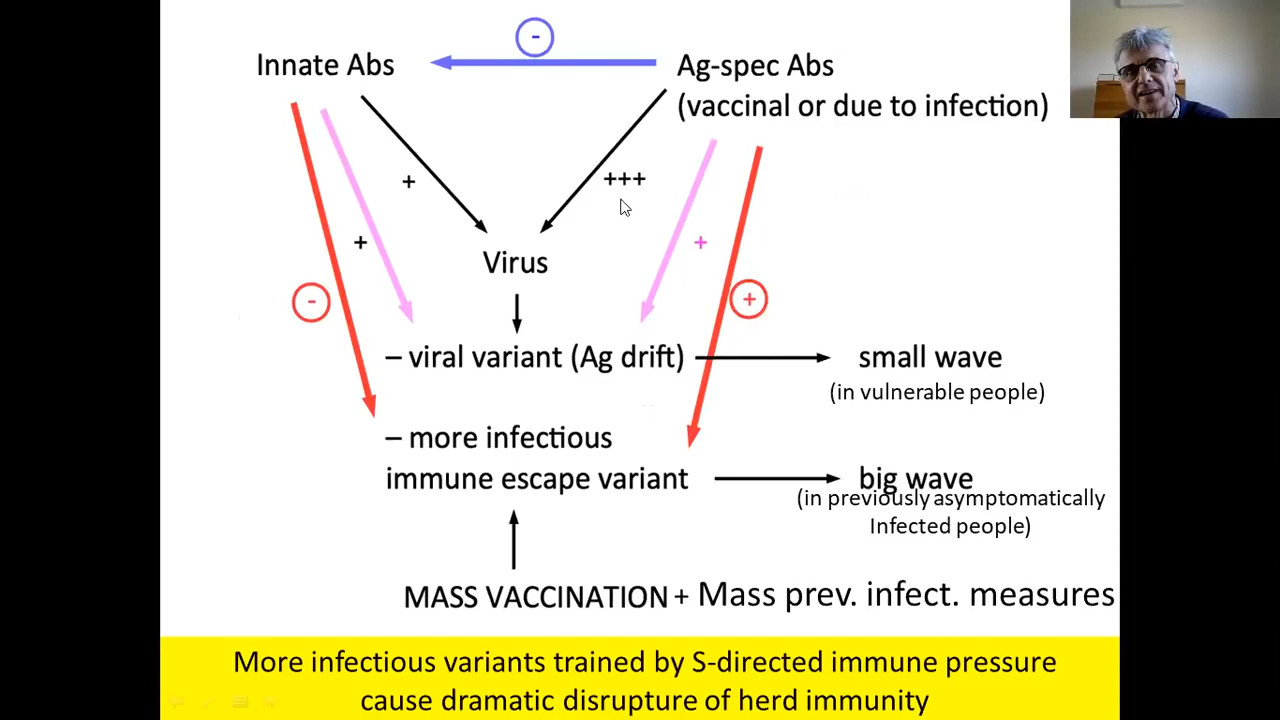 -
Innate Abs
Ag-spec Abs
(vaccinal or due to infection)
+
+++
+
+
-
+
Virus
– viral variant (Ag drift)
small wave
(in vulnerable people)
– more infectious
immune escape variant
big wave
(in previously asymptomatically
Infected people)
MASS VACCINATION + Mass prev. infect. measures
More infectious variants trained by S-directed immune pressure
cause dramatic disrupture of herd immunity